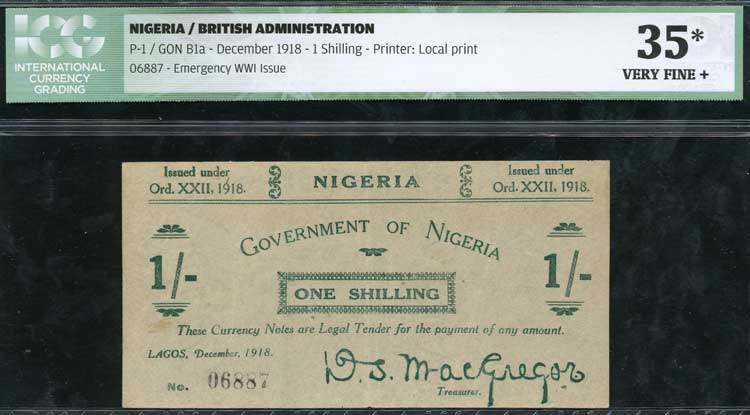 ICG
INTERNATIONAL
CURRENCY
GRADING
NIGERIA / BRITISH ADMINISTRATION
P-1 / GON B1a - December 1918 - 1 Shilling - Printer: Local print
06887 - Emergency WWI Issue
35*
VERY FINE +
Issued under
Ord. XXII, 1918.
NIGERIA
Issued under
Ord. XXII, 1918.
GOVERNMENT OF NIGERIA
1/-
1/-
ONE SHILLING
These Currency Notes are Legal Tender for the payment of any amount.
LAGOS, December, 1918.
No. 06887
D. S. MacGregor
Treasurer.